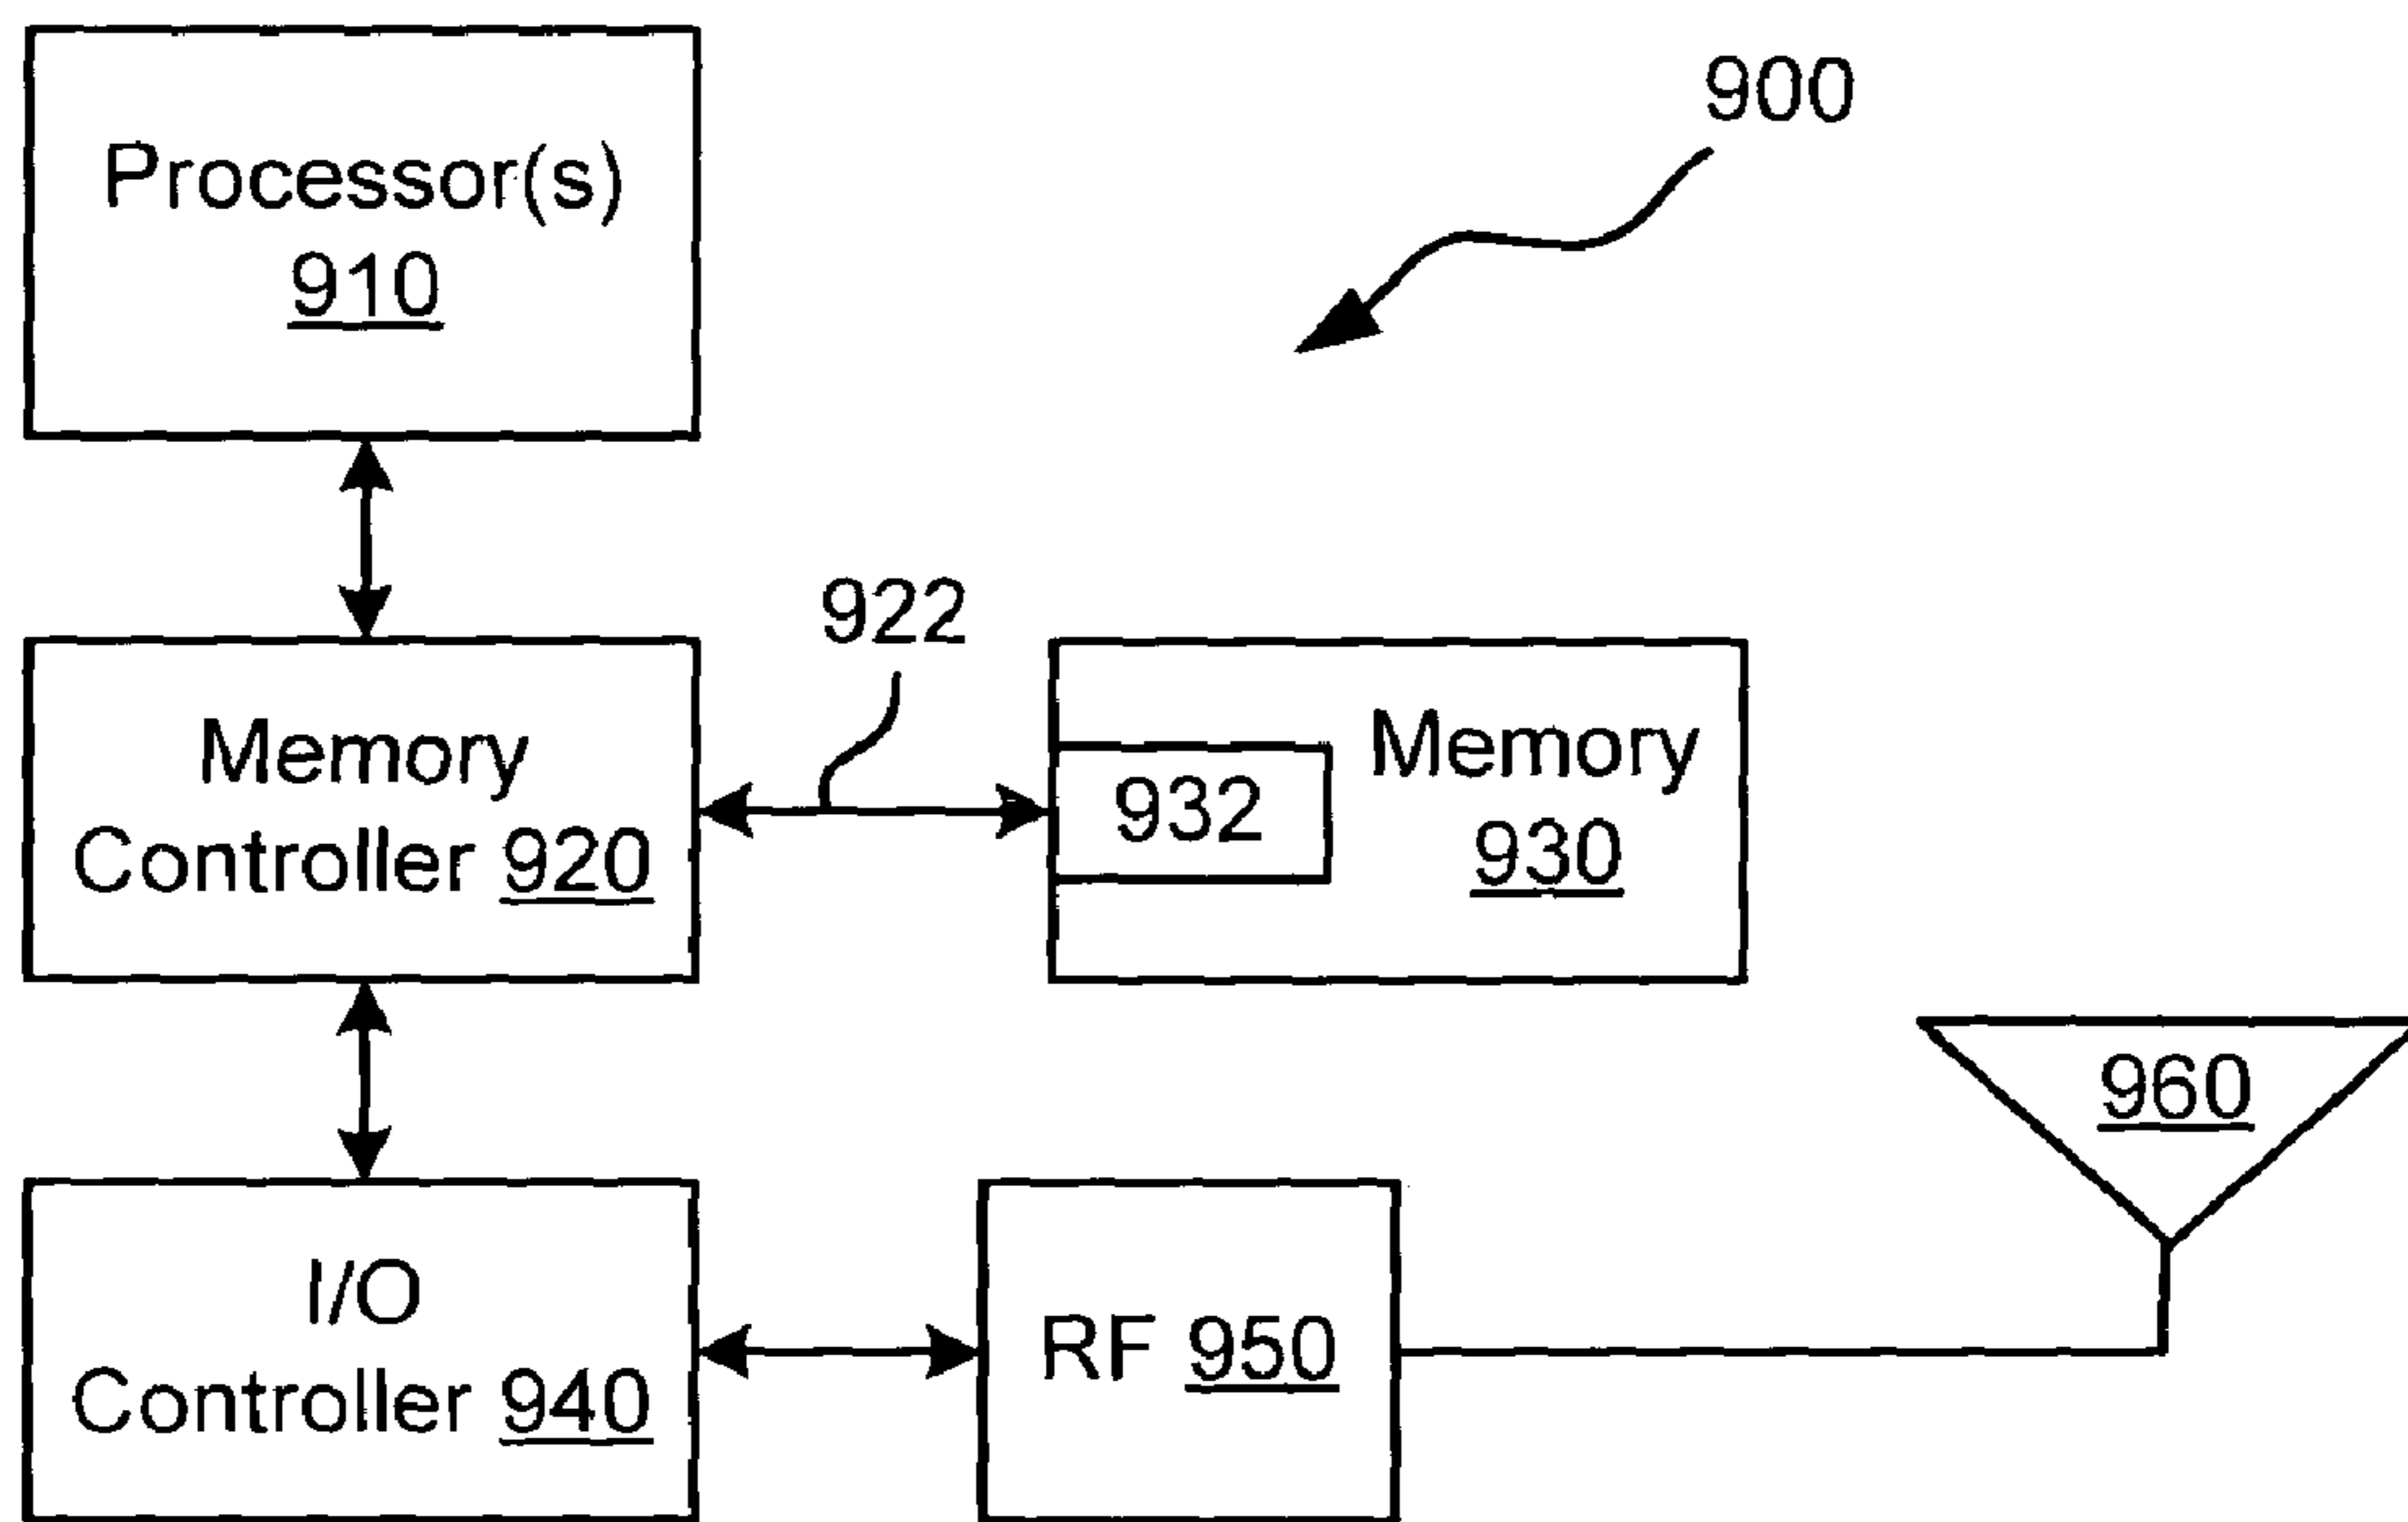 Processor(s)
910
900
922
Memory
Controller 920
932
Memory
930
960
I/O
Controller 940
RF 950